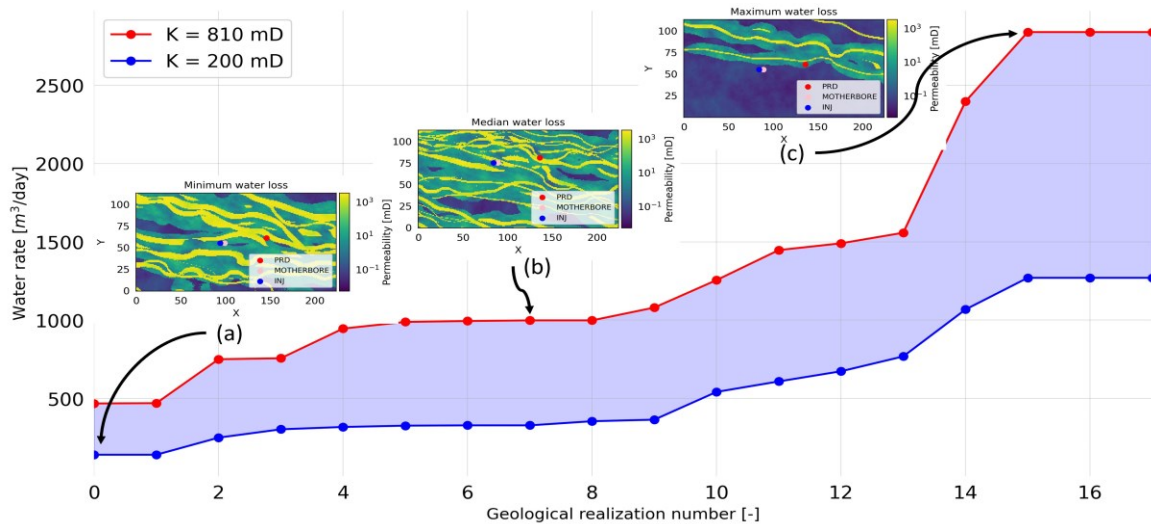 K = 810 mD
K = 200 mD
Water rate [m³/day]
2500
2000
1500
1000
500
0 2 4 6 8 10 12 14 16
Geological realization number [-]
Minimum water loss
Y
100
75
50
25
0
0 50 100 150 200
X
PRD
MOTHERBORE
INJ
10³
10¹
10⁻¹
Permeability [mD]
(a)
Median water loss
100
75
50
25
0
0 50 100 150 200
X
PRD
MOTHERBORE
INJ
10³
10¹
10⁻¹
Permeability [mD]
(b)
Maximum water loss
Y
100
75
50
25
0 50 100 150 200
X
PRD
MOTHERBORE
INJ
10³
10¹
10⁻¹
Permeability [mD]
(c)